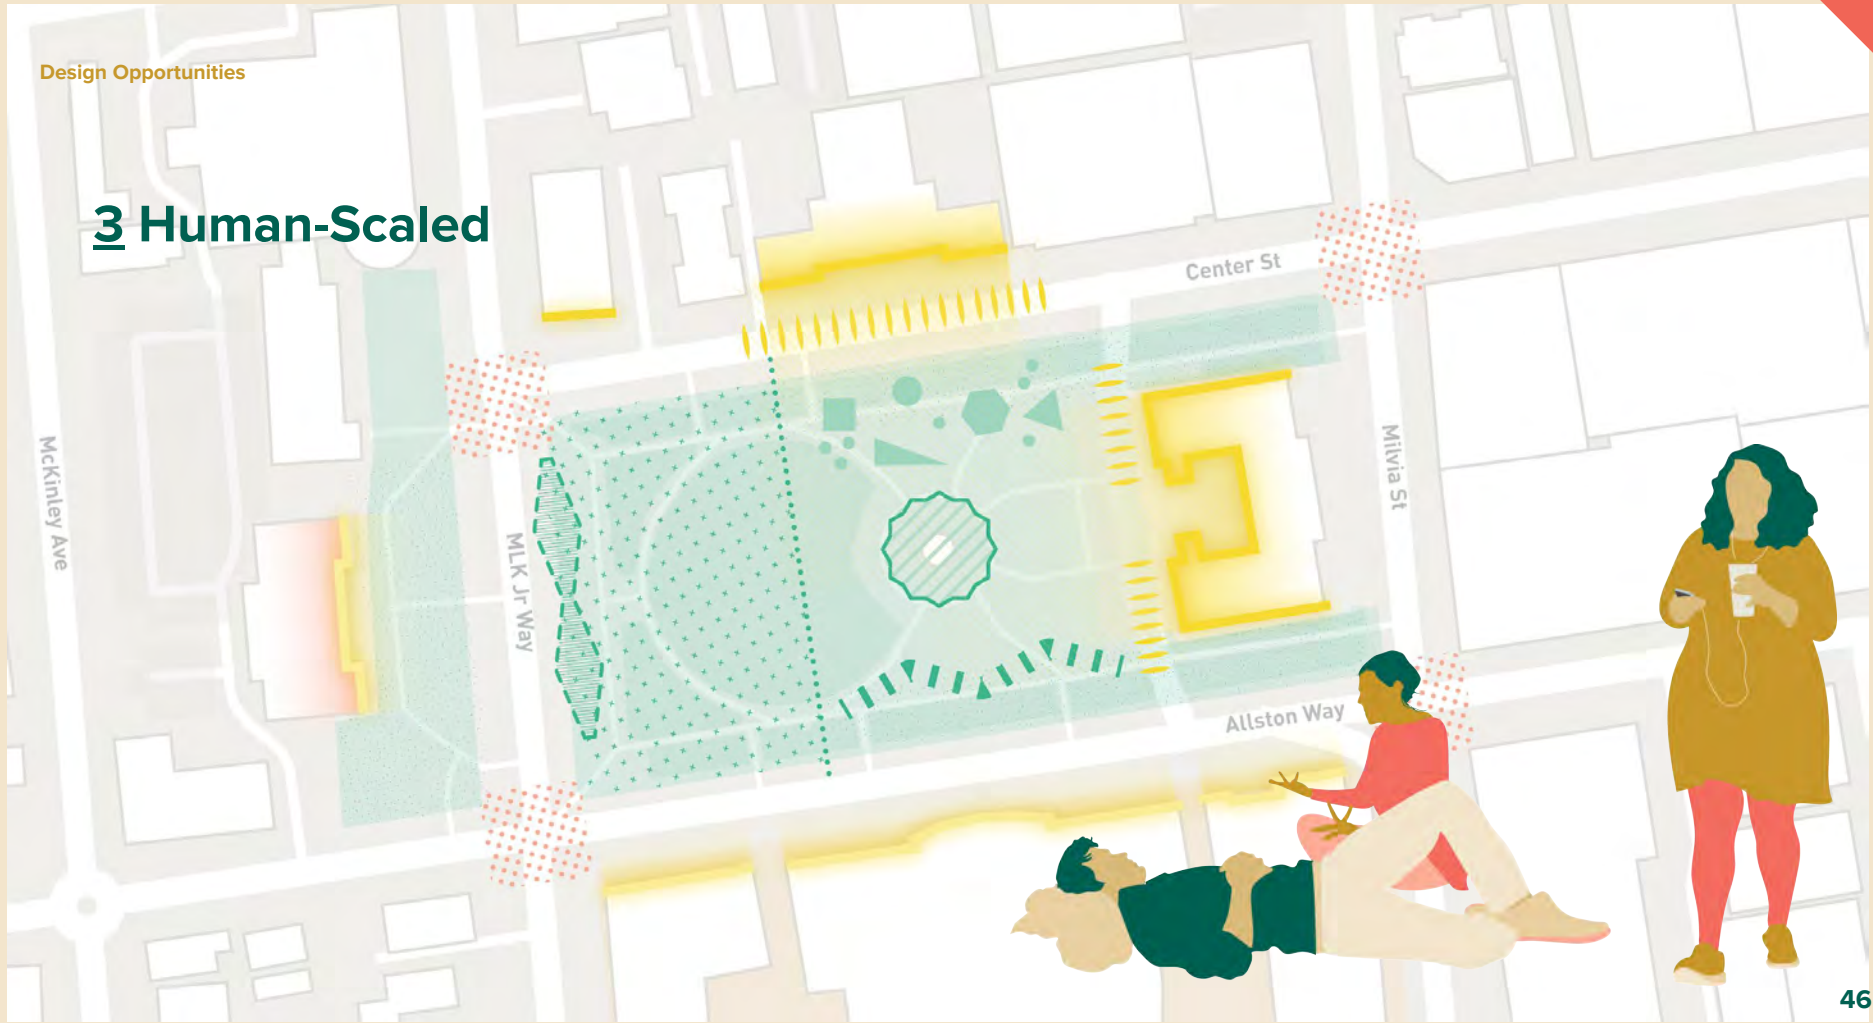 Design Opportunities
3 Human-Scaled
Center St
McKinley Ave
MLK Jr Way
Milvia St
Allston Way
46